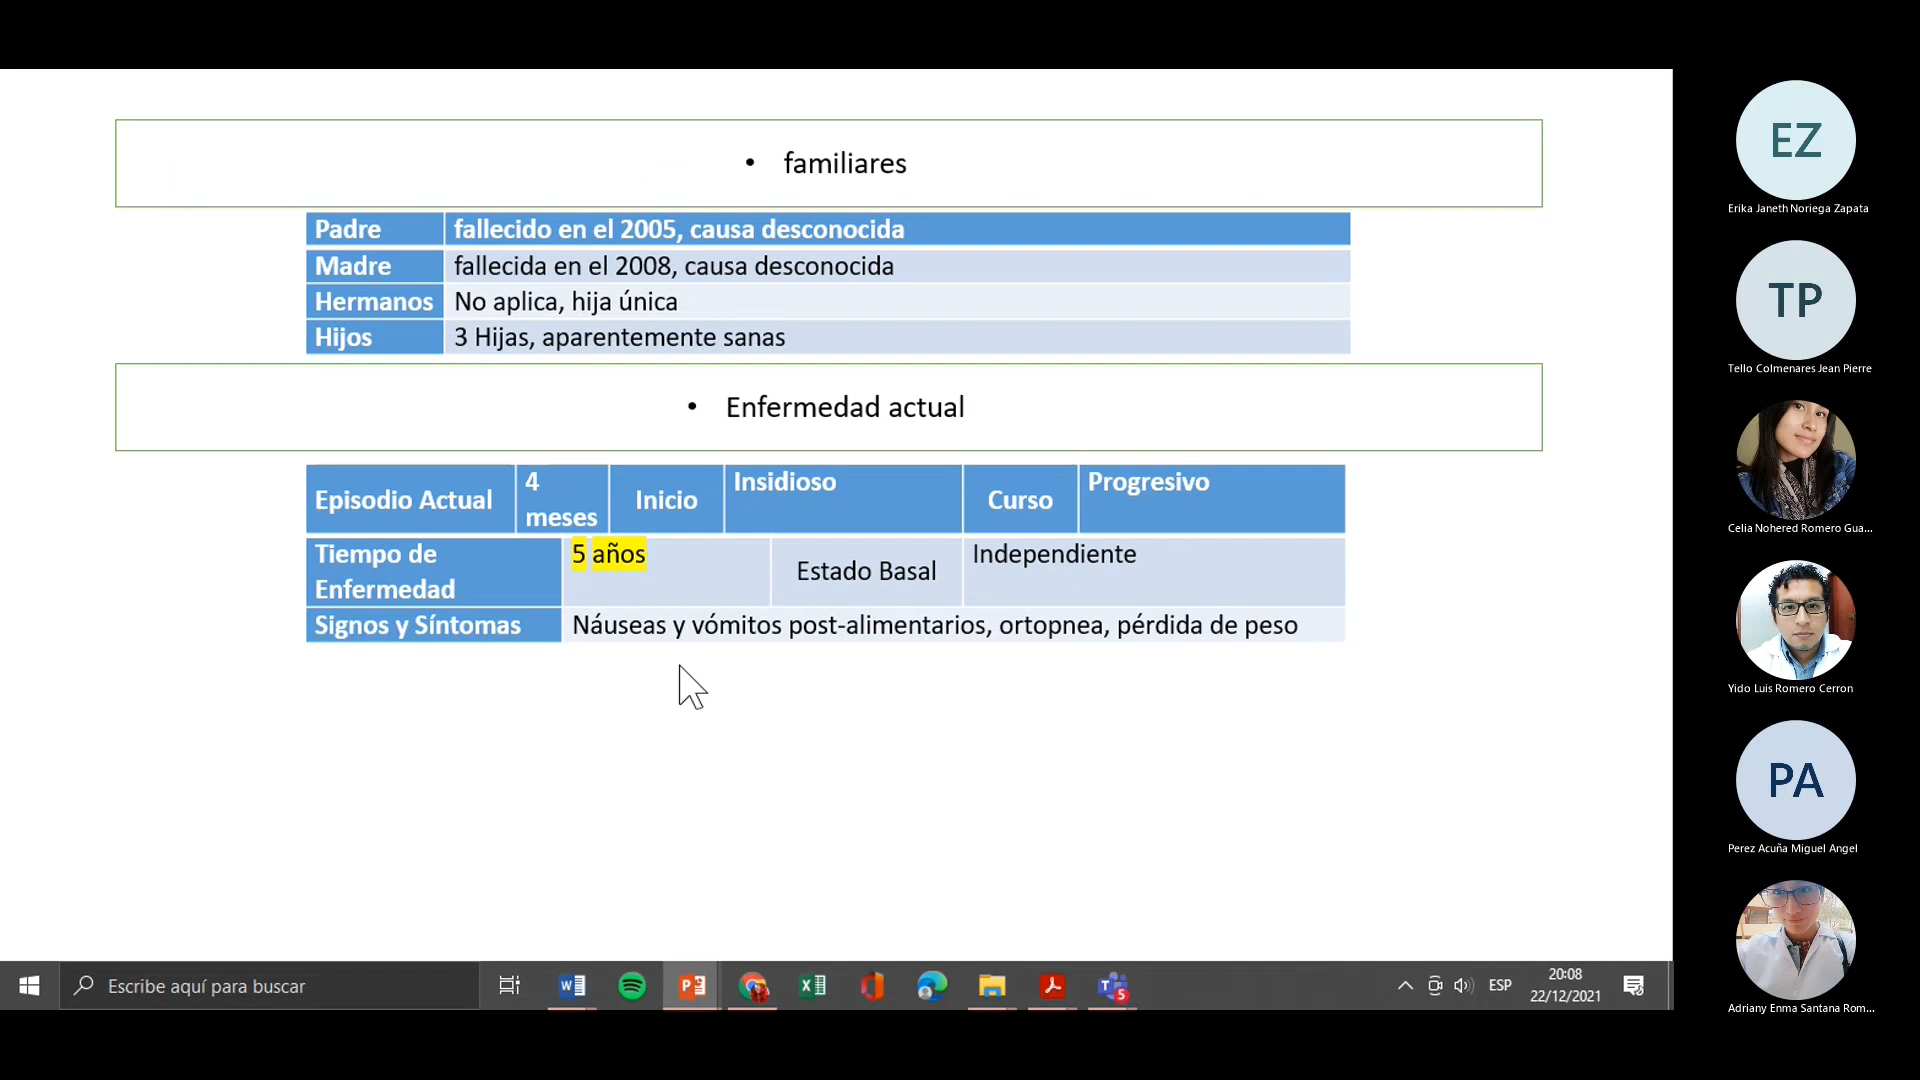 • familiares
Padre fallecido en el 2005, causa desconocida
Madre fallecida en el 2008, causa desconocida
Hermanos No aplica, hija única
Hijos 3 Hijas, aparentemente sanas
• Enfermedad actual
Episodio Actual 4 meses Inicio Insidioso Curso Progresivo
Tiempo de Enfermedad 5 años Estado Basal Independiente
Signos y Síntomas Náuseas y vómitos post-alimentarios, ortopnea, pérdida de peso
EZ
Erika Janeth Noriega Zapata
TP
Tello Colmenares Jean Pierre
Celia Nohered Romero Gua...
Yido Luis Romero Cerron
PA
Perez Acuña Miguel Angel
Adriany Enma Santana Rom...
Escribe aquí para buscar
5
ESP
20:08
22/12/2021